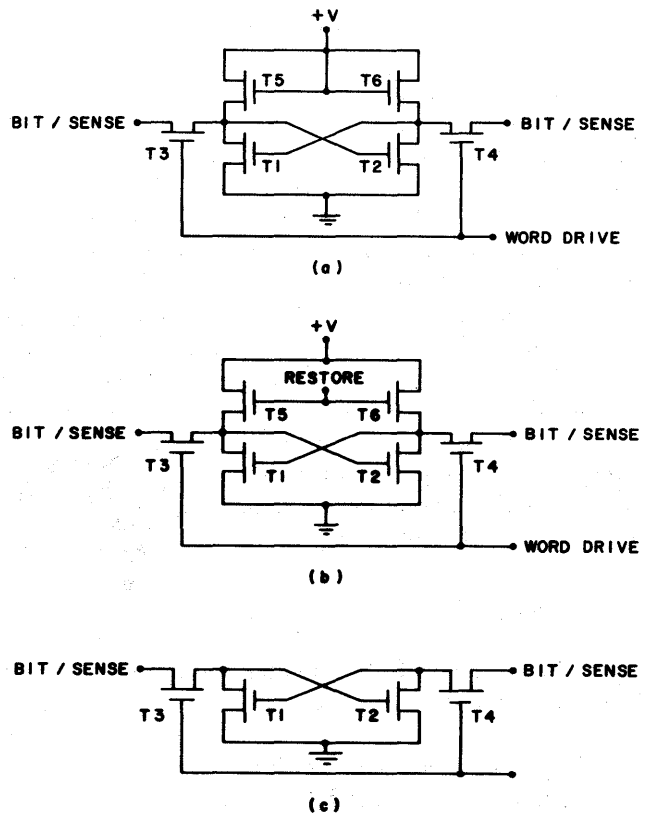 +V
T5 T6
BIT / SENSE BIT / SENSE
T3 T1 T2 T4
WORD DRIVE
(a)
+V
RESTORE
T5 T6
BIT / SENSE BIT / SENSE
T3 T1 T2 T4
WORD DRIVE
(b)
BIT / SENSE BIT / SENSE
T3 T1 T2 T4
(c)